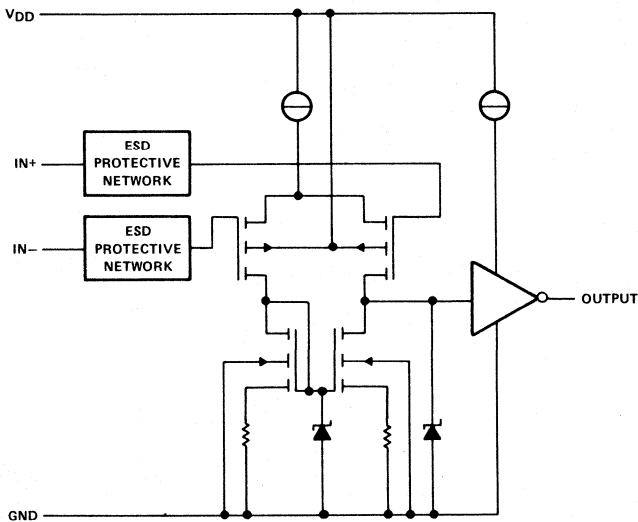 VDD
ESD
PROTECTIVE
NETWORK
IN+
ESD
PROTECTIVE
NETWORK
IN–
OUTPUT
GND